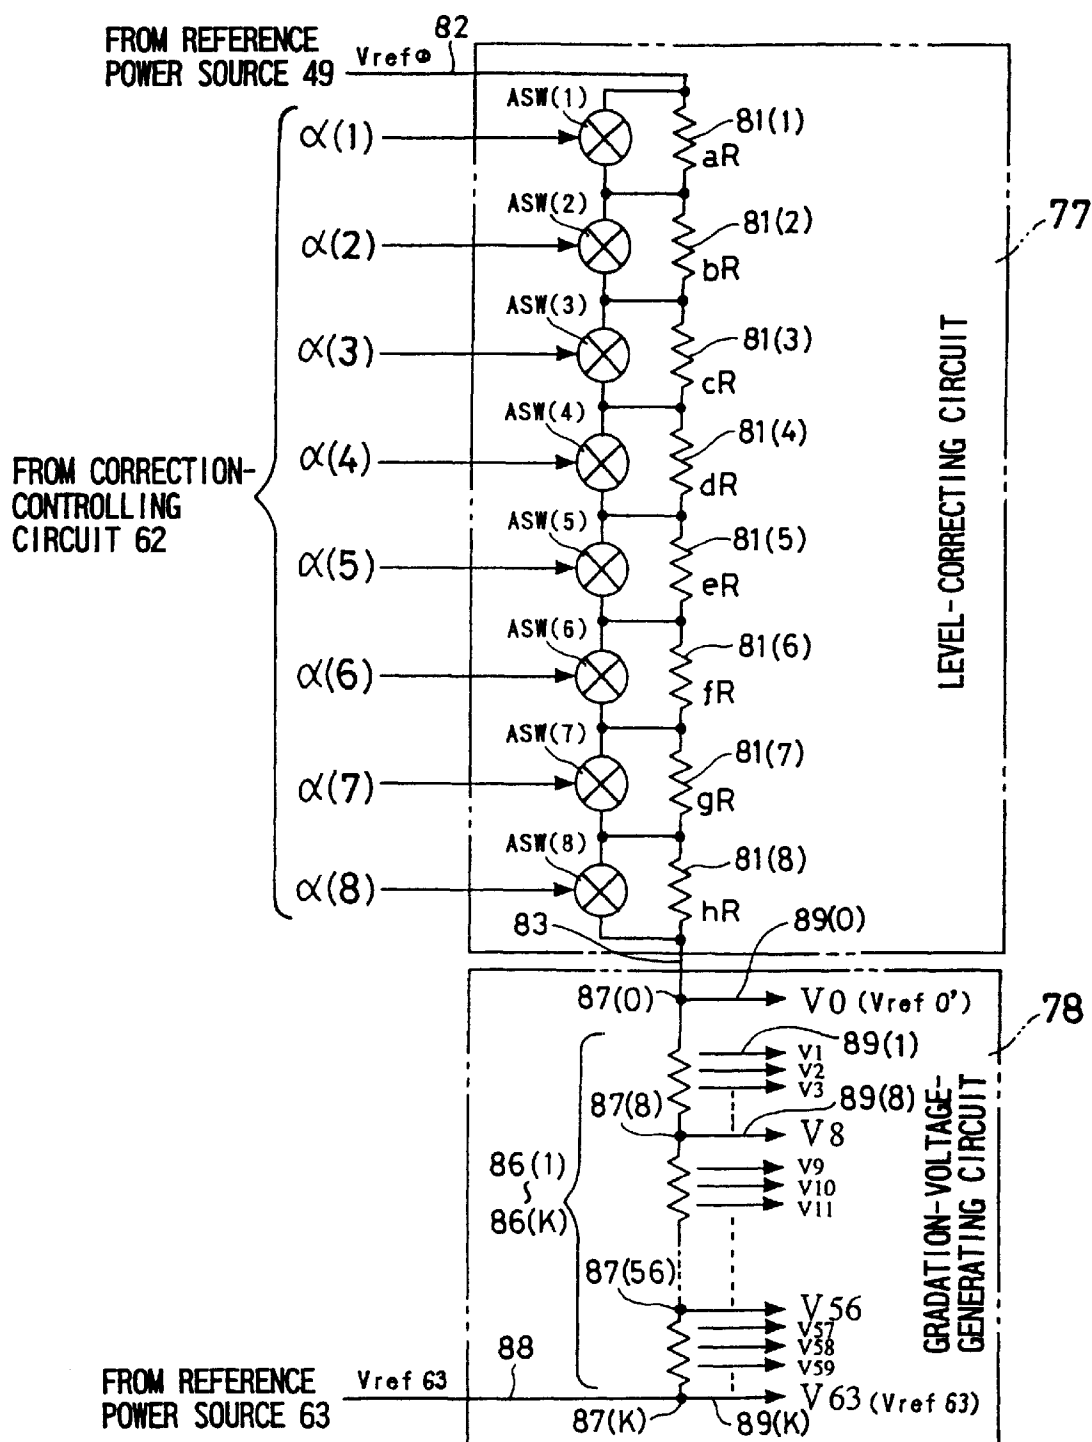 FROM REFERENCE
POWER SOURCE 49
Vref 0
82
ASW(1)
α(1)
81(1)
aR
77
ASW(2)
α(2)
81(2)
bR
ASW(3)
α(3)
81(3)
cR
ASW(4)
α(4)
81(4)
dR
FROM CORRECTION-
CONTROLLING
CIRCUIT 62
ASW(5)
α(5)
81(5)
eR
ASW(6)
α(6)
81(6)
fR
ASW(7)
α(7)
81(7)
gR
ASW(8)
α(8)
81(8)
hR
LEVEL-CORRECTING CIRCUIT
83
89(0)
87(0)
V0 (Vref 0')
78
89(1)
V1
V2
V3
87(8)
89(8)
V8
86(1)
∫
86(K)
V9
V10
V11
87(56)
V56
V57
V58
V59
GRADATION-VOLTAGE-
GENERATING CIRCUIT
FROM REFERENCE
POWER SOURCE 63
Vref 63
88
87(K)
89(K)
V63 (Vref 63)